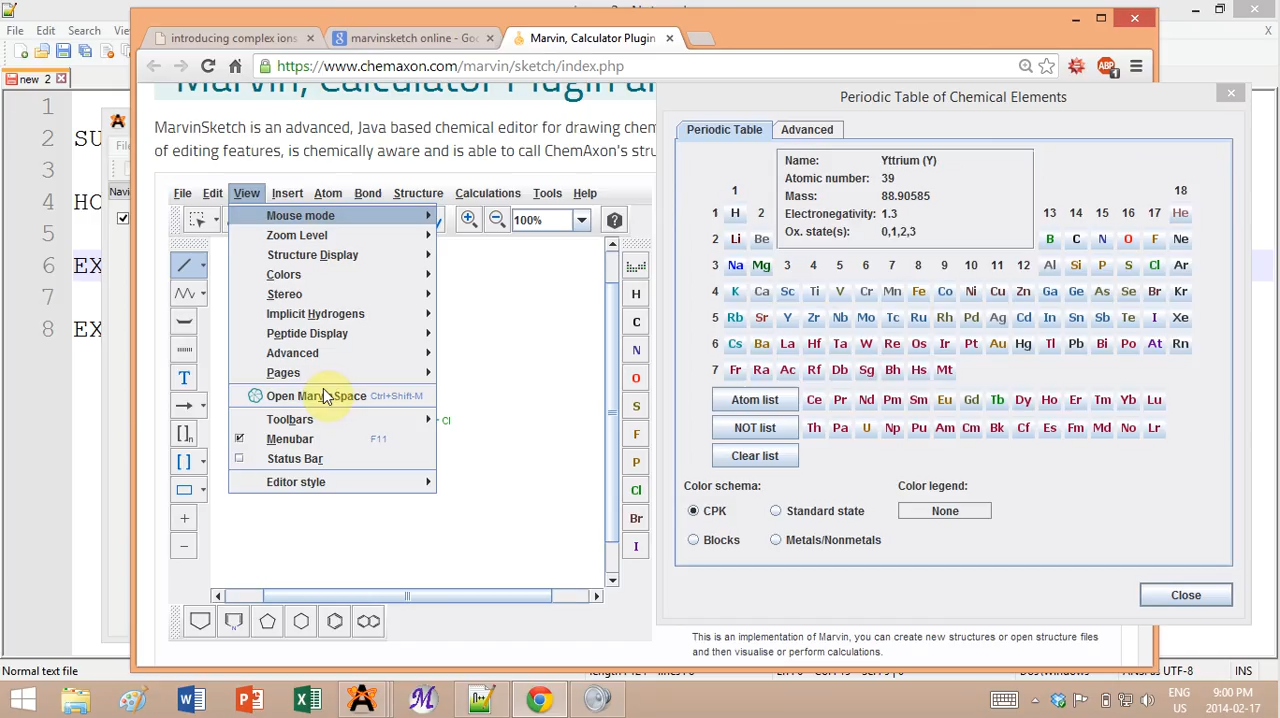 File Edit Search Vi
new 2
1
2 SU
3
4 HO
5
6 EX
7
8 EX
Fi
Navi
introducing complex ions
marvinsketch online - Goo
Marvin, Calculator Plugin
https://www.chemaxon.com/marvin/sketch/index.php
ABP
1
Marvin, Calculator Plugin a
MarvinSketch is an advanced, Java based chemical editor for drawing chem
of editing features, is chemically aware and is able to call ChemAxon's stru
File Edit View Insert Atom Bond Structure Calculations Tools Help
100%
Mouse mode
Zoom Level
Structure Display
Colors
Stereo
Implicit Hydrogens
Peptide Display
Advanced
Pages
Open MarvinSpace Ctrl+Shift-M
Toolbars
Menubar F11
Status Bar
Editor style
Cl
T
[ ]n
[ ]
N
H
C
N
O
S
F
P
Cl
Br
I
Periodic Table of Chemical Elements
Periodic Table Advanced
Name: Yttrium (Y)
Atomic number: 39
Mass: 88.90585
Electronegativity: 1.3
Ox. state(s): 0,1,2,3
1 18
1 H 2 13 14 15 16 17 He
2 Li Be B C N O F Ne
3 Na Mg 3 4 5 6 7 8 9 10 11 12 Al Si P S Cl Ar
4 K Ca Sc Ti V Cr Mn Fe Co Ni Cu Zn Ga Ge As Se Br Kr
5 Rb Sr Y Zr Nb Mo Tc Ru Rh Pd Ag Cd In Sn Sb Te I Xe
6 Cs Ba La Hf Ta W Re Os Ir Pt Au Hg Tl Pb Bi Po At Rn
7 Fr Ra Ac Rf Db Sg Bh Hs Mt
Atom list Ce Pr Nd Pm Sm Eu Gd Tb Dy Ho Er Tm Yb Lu
NOT list Th Pa U Np Pu Am Cm Bk Cf Es Fm Md No Lr
Clear list
Color schema: Color legend:
CPK Standard state None
Blocks Metals/Nonmetals
Close
This is an implementation of Marvin, you can create new structures or open structure files
and then visualise or perform calculations.
Normal text file
UTF-8 INS
ENG 9:00 PM
US 2014-02-17